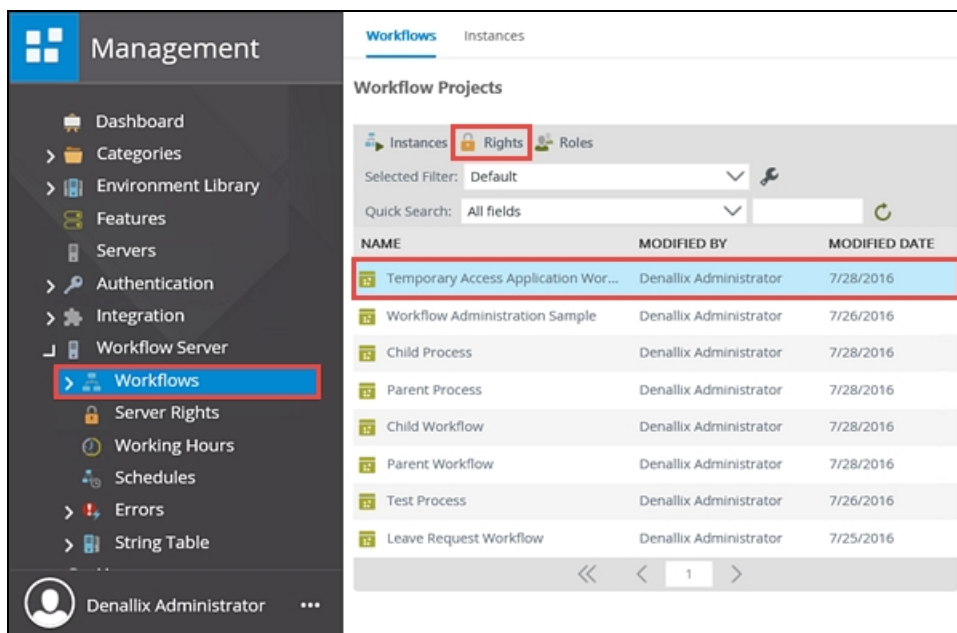 Management
Dashboard
Categories
Environment Library
Features
Servers
Authentication
Integration
Workflow Server
Workflows
Server Rights
Working Hours
Schedules
Errors
String Table
Denallix Administrator
Workflows Instances
Workflow Projects
Instances Rights Roles
Selected Filter: Default
Quick Search: All fields
NAME MODIFIED BY MODIFIED DATE
Temporary Access Application Wor... Denallix Administrator 7/28/2016
Workflow Administration Sample Denallix Administrator 7/26/2016
Child Process Denallix Administrator 7/28/2016
Parent Process Denallix Administrator 7/28/2016
Child Workflow Denallix Administrator 7/28/2016
Parent Workflow Denallix Administrator 7/28/2016
Test Process Denallix Administrator 7/26/2016
Leave Request Workflow Denallix Administrator 7/25/2016
1